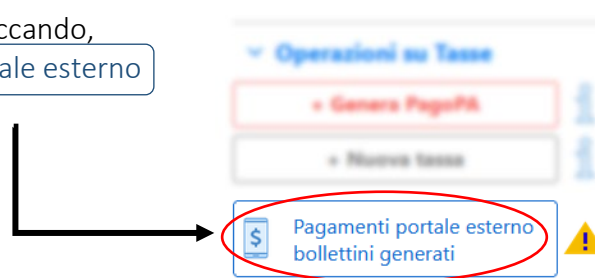 ccando,
ale esterno
Operazioni su Tasse
+ Genera PagoPA
+ Nuova tassa
Pagamenti portale esterno
bollettini generati